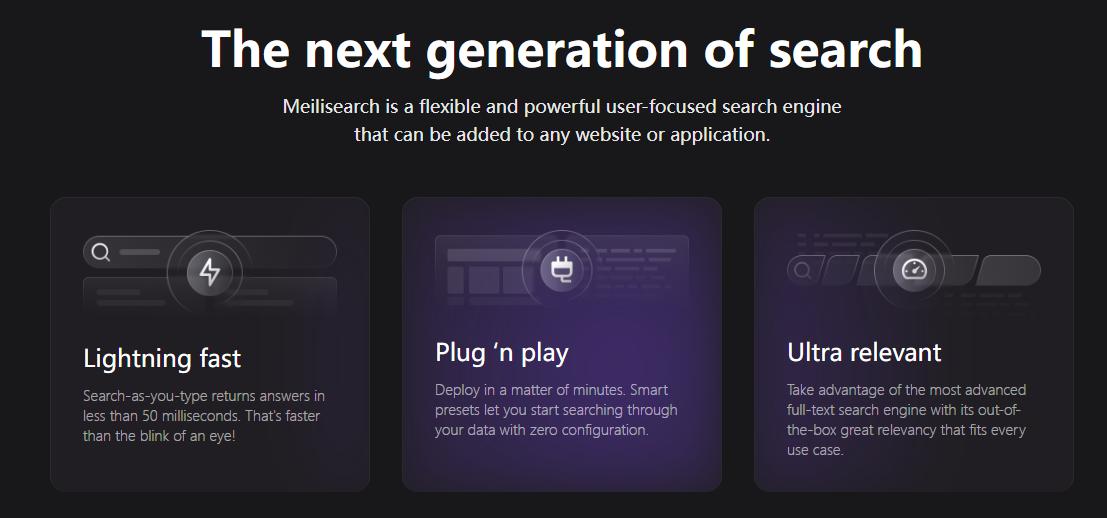 The next generation of search
Meilisearch is a flexible and powerful user-focused search engine
that can be added to any website or application.
Lightning fast
Search-as-you-type returns answers in
less than 50 milliseconds. That's faster
than the blink of an eye!
Plug ‘n play
Deploy in a matter of minutes. Smart
presets let you start searching through
your data with zero configuration.
Ultra relevant
Take advantage of the most advanced
full-text search engine with its out-of-
the-box great relevancy that fits every
use case.